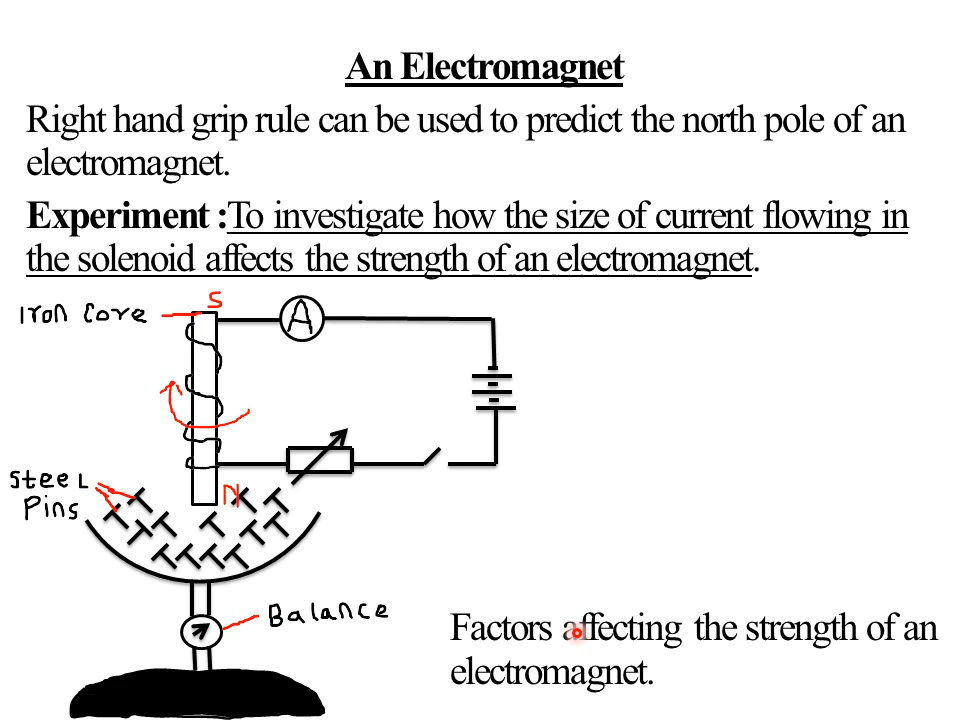 An Electromagnet
Right hand grip rule can be used to predict the north pole of an
electromagnet.
Experiment :To investigate how the size of current flowing in
the solenoid affects the strength of an electromagnet.
S
Iron Core
A
Steel
Pins
N
Balance
Factors affecting the strength of an
electromagnet.